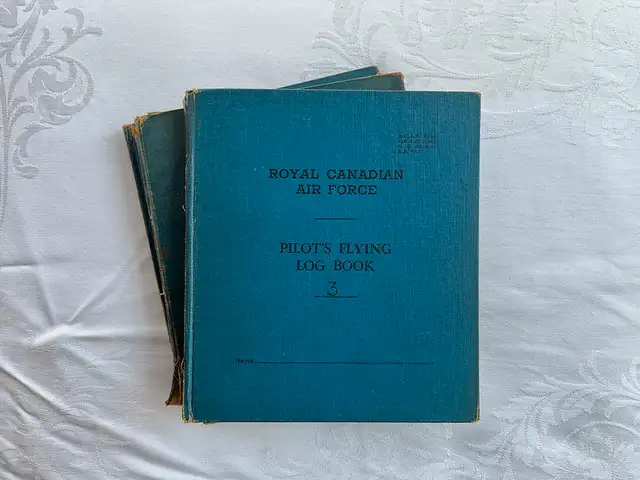 ROYAL CANADIAN
AIR FORCE
PILOT'S FLYING
LOG BOOK
3
Name